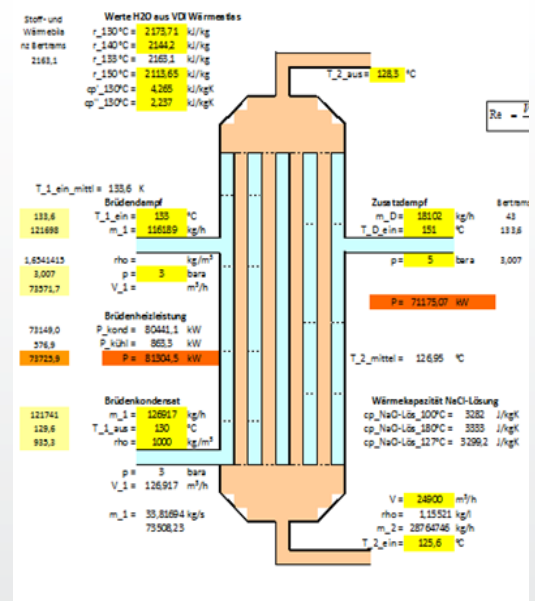 Stoff- und
Wärmebila
nz Bertrams
2163,1
Werte H2O aus VDI Wärmeatlas
r_130°C = 2173,71 kJ/kg
r_140°C = 2144,2 kJ/kg
r_133°C = 2163,1 kJ/kg
r_150°C = 2113,65 kJ/kg
cp'_130°C = 4,265 kJ/kgK
cp''_130°C = 2,237 kJ/kgK
T_2_aus = 128,3 °C
Re =
T_1_ein_mittl = 133,6 K
Brüdendampf
133,6 T_1_ein = 133 °C
121698 m_1 = 116189 kg/h
1,6541415 rho = kg/m³
3,007 p = 3 bara
73571,7 V_1 = m³/h
Zusatzdampf Bertrams
m_D = 18102 kg/h 43
T_D_ein = 151 °C 133,6
p = 5 bara 3,007
P = 71175,07 kW
Brüdenheizleistung
73149,0 P_kond = 80441,1 kW
576,9 P_kühl = 863,3 kW
73725,9 P = 81304,5 kW
T_2_mittel = 126,95 °C
Brüdenkondensat
121741 m_1 = 126917 kg/h
129,6 T_1_aus = 130 °C
935,3 rho = 1000 kg/m³
p = 3 bara
V_1 = 126,917 m³/h
m_1 = 33,81694 kg/s
73508,23
Wärmekapazität NaCl-Lösung
cp_NaO-Lös_100°C = 3282 J/kgK
cp_NaO-Lös_180°C = 3333 J/kgK
cp_NaO-Lös_127°C = 3299,2 J/kgK
V = 24900 m³/h
rho = 1,15521 kg/l
m_2 = 28764746 kg/h
T_2_ein = 125,6 °C